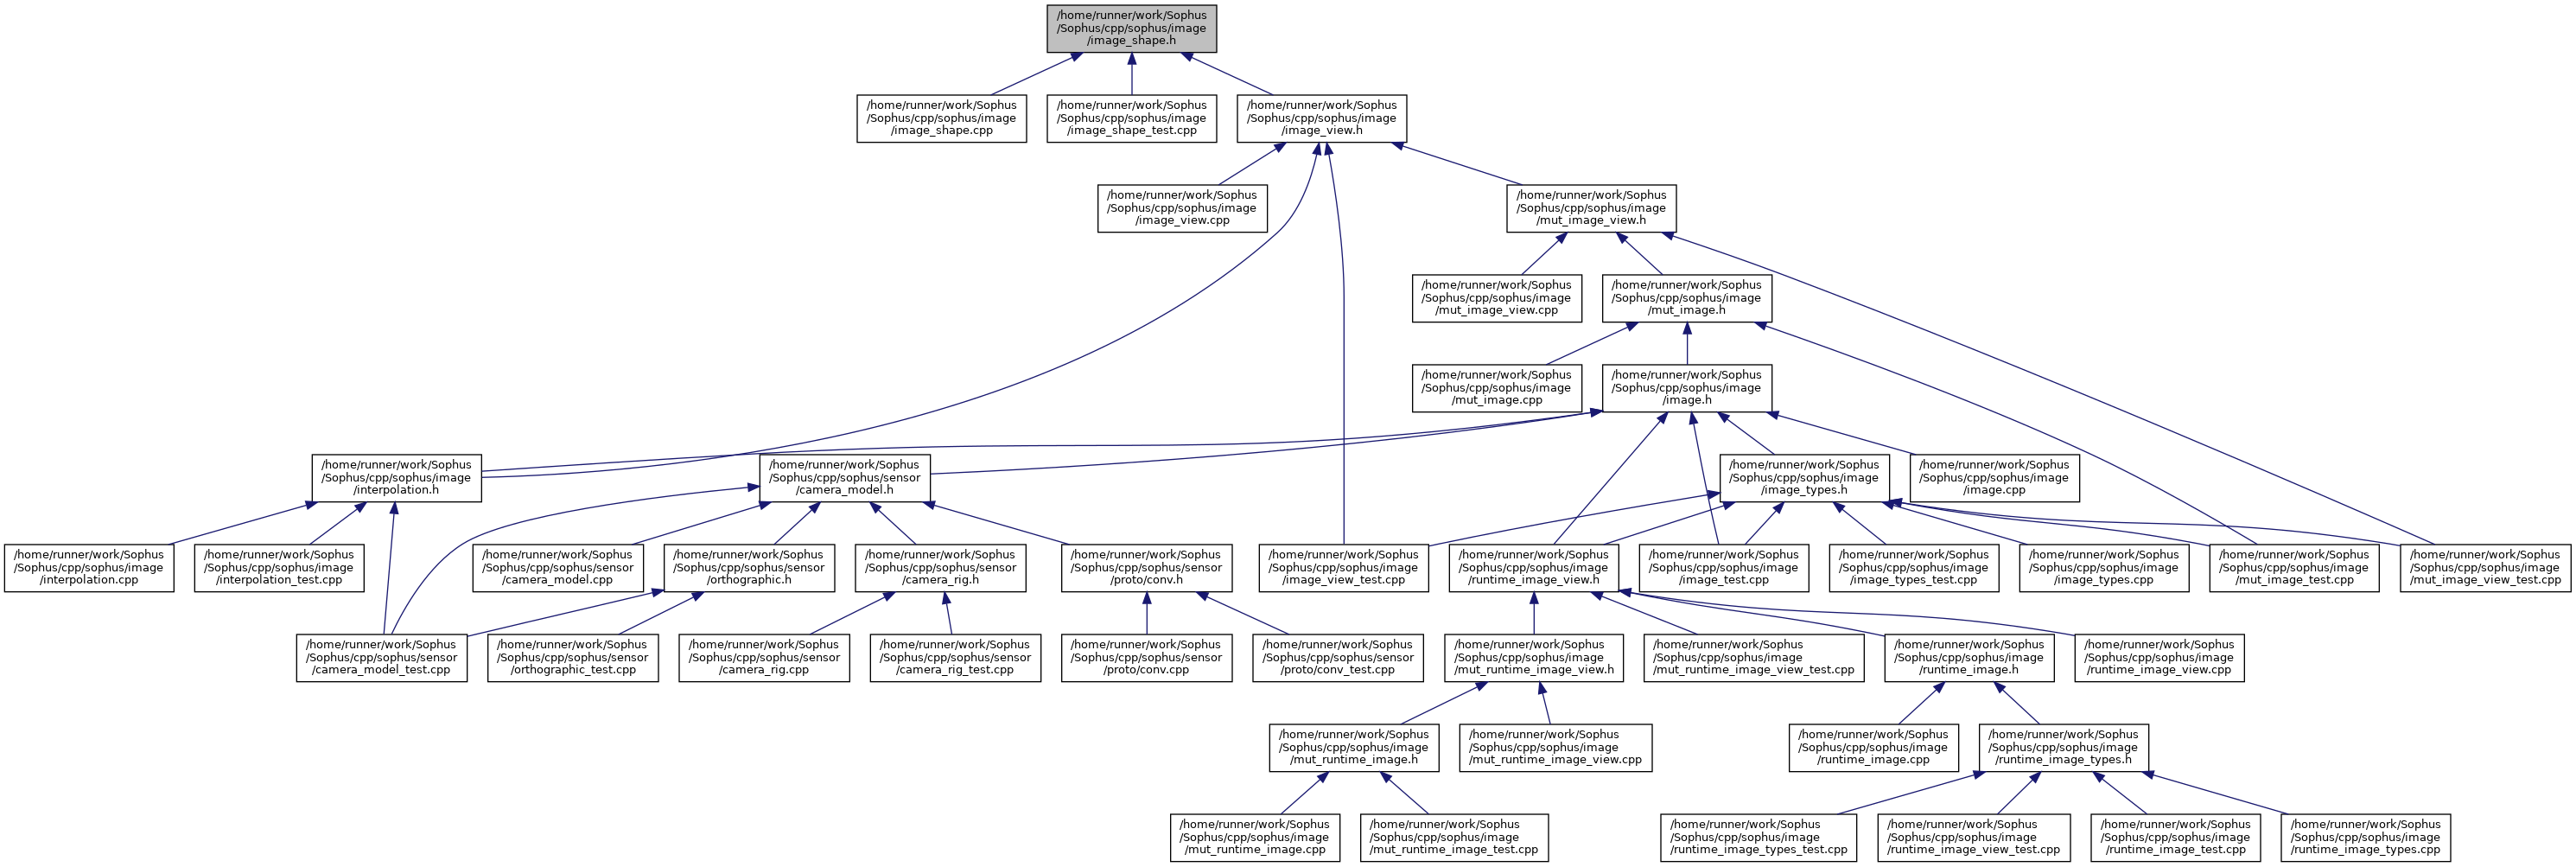 /home/runner/work/Sophus
/Sophus/cpp/sophus/image
/image_shape.h
/home/runner/work/Sophus
/Sophus/cpp/sophus/image
/image_shape.cpp
/home/runner/work/Sophus
/Sophus/cpp/sophus/image
/image_shape_test.cpp
/home/runner/work/Sophus
/Sophus/cpp/sophus/image
/image_view.h
/home/runner/work/Sophus
/Sophus/cpp/sophus/image
/image_view.cpp
/home/runner/work/Sophus
/Sophus/cpp/sophus/image
/mut_image_view.h
/home/runner/work/Sophus
/Sophus/cpp/sophus/image
/mut_image_view.cpp
/home/runner/work/Sophus
/Sophus/cpp/sophus/image
/mut_image.h
/home/runner/work/Sophus
/Sophus/cpp/sophus/image
/mut_image.cpp
/home/runner/work/Sophus
/Sophus/cpp/sophus/image
/image.h
/home/runner/work/Sophus
/Sophus/cpp/sophus/image
/interpolation.h
/home/runner/work/Sophus
/Sophus/cpp/sophus/sensor
/camera_model.h
/home/runner/work/Sophus
/Sophus/cpp/sophus/image
/image_types.h
/home/runner/work/Sophus
/Sophus/cpp/sophus/image
/image.cpp
/home/runner/work/Sophus
/Sophus/cpp/sophus/image
/interpolation.cpp
/home/runner/work/Sophus
/Sophus/cpp/sophus/image
/interpolation_test.cpp
/home/runner/work/Sophus
/Sophus/cpp/sophus/sensor
/camera_model.cpp
/home/runner/work/Sophus
/Sophus/cpp/sophus/sensor
/orthographic.h
/home/runner/work/Sophus
/Sophus/cpp/sophus/sensor
/camera_rig.h
/home/runner/work/Sophus
/Sophus/cpp/sophus/sensor
/proto/conv.h
/home/runner/work/Sophus
/Sophus/cpp/sophus/image
/image_view_test.cpp
/home/runner/work/Sophus
/Sophus/cpp/sophus/image
/runtime_image_view.h
/home/runner/work/Sophus
/Sophus/cpp/sophus/image
/image_test.cpp
/home/runner/work/Sophus
/Sophus/cpp/sophus/image
/image_types_test.cpp
/home/runner/work/Sophus
/Sophus/cpp/sophus/image
/image_types.cpp
/home/runner/work/Sophus
/Sophus/cpp/sophus/image
/mut_image_test.cpp
/home/runner/work/Sophus
/Sophus/cpp/sophus/image
/mut_image_view_test.cpp
/home/runner/work/Sophus
/Sophus/cpp/sophus/sensor
/camera_model_test.cpp
/home/runner/work/Sophus
/Sophus/cpp/sophus/sensor
/orthographic_test.cpp
/home/runner/work/Sophus
/Sophus/cpp/sophus/sensor
/camera_rig.cpp
/home/runner/work/Sophus
/Sophus/cpp/sophus/sensor
/camera_rig_test.cpp
/home/runner/work/Sophus
/Sophus/cpp/sophus/sensor
/proto/conv.cpp
/home/runner/work/Sophus
/Sophus/cpp/sophus/sensor
/proto/conv_test.cpp
/home/runner/work/Sophus
/Sophus/cpp/sophus/image
/mut_runtime_image_view.h
/home/runner/work/Sophus
/Sophus/cpp/sophus/image
/mut_runtime_image_view_test.cpp
/home/runner/work/Sophus
/Sophus/cpp/sophus/image
/runtime_image.h
/home/runner/work/Sophus
/Sophus/cpp/sophus/image
/runtime_image_view.cpp
/home/runner/work/Sophus
/Sophus/cpp/sophus/image
/mut_runtime_image.h
/home/runner/work/Sophus
/Sophus/cpp/sophus/image
/mut_runtime_image_view.cpp
/home/runner/work/Sophus
/Sophus/cpp/sophus/image
/runtime_image.cpp
/home/runner/work/Sophus
/Sophus/cpp/sophus/image
/runtime_image_types.h
/home/runner/work/Sophus
/Sophus/cpp/sophus/image
/mut_runtime_image.cpp
/home/runner/work/Sophus
/Sophus/cpp/sophus/image
/mut_runtime_image_test.cpp
/home/runner/work/Sophus
/Sophus/cpp/sophus/image
/runtime_image_types_test.cpp
/home/runner/work/Sophus
/Sophus/cpp/sophus/image
/runtime_image_view_test.cpp
/home/runner/work/Sophus
/Sophus/cpp/sophus/image
/runtime_image_test.cpp
/home/runner/work/Sophus
/Sophus/cpp/sophus/image
/runtime_image_types.cpp